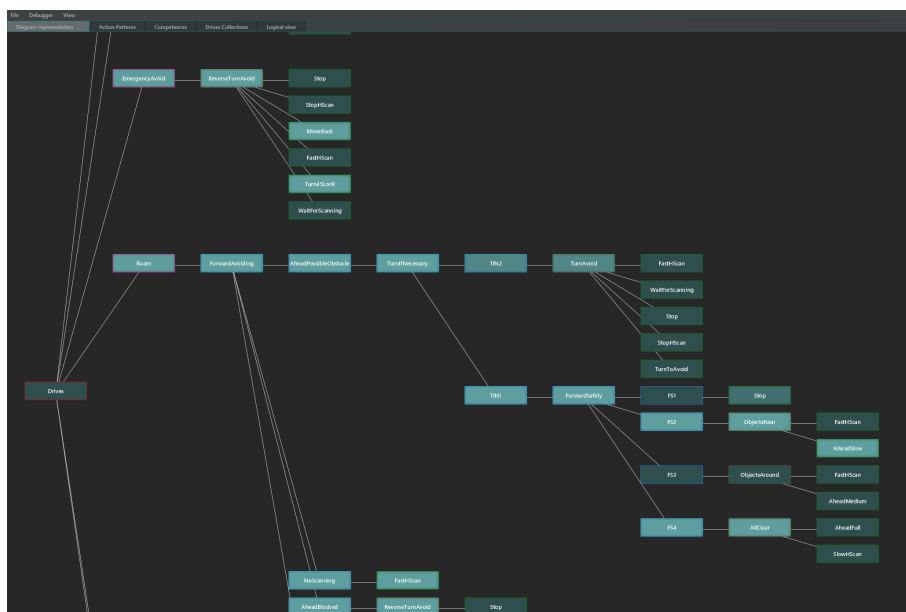 File Debugger View
Diagram representation ... Action Patterns Competences Drives Collections Logical view
EmergencyAvoid ReverseTurnAvoid Stop
StopHScan
MoveBack
FastHScan
Turn45LorR
WaitForScanning
Roam ForwardAvoiding AheadPossibleObstacle TurnIfNecessary TIN2 TurnAvoid FastHScan
WaitForScanning
Stop
StopHScan
TurnToAvoid
Drives
TIN1 ForwardSafely FS1 Stop
FS2 ObjectsNear FastHScan
AheadSlow
FS3 ObjectsAround FastHScan
AheadMedium
FS4 AllClear AheadFull
SlowHScan
NoScanning FastHScan
AheadBlocked ReverseTurnAvoid Stop